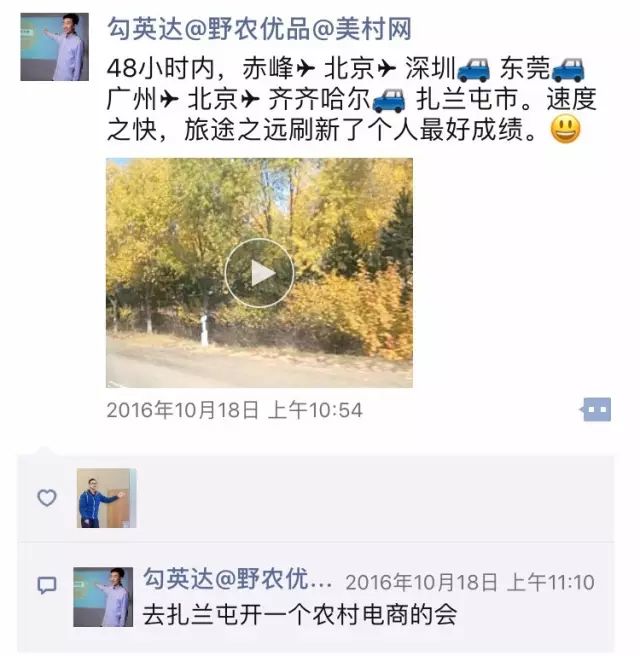 勾英达@野农优品@美村网
48小时内，赤峰✈北京✈深圳🚙东莞🚙
广州✈北京✈齐齐哈尔🚙扎兰屯市。速度
之快，旅途之远刷新了个人最好成绩。😃
2016年10月18日 上午10:54
勾英达@野农优... 2016年10月18日 上午11:10
去扎兰屯开一个农村电商的会